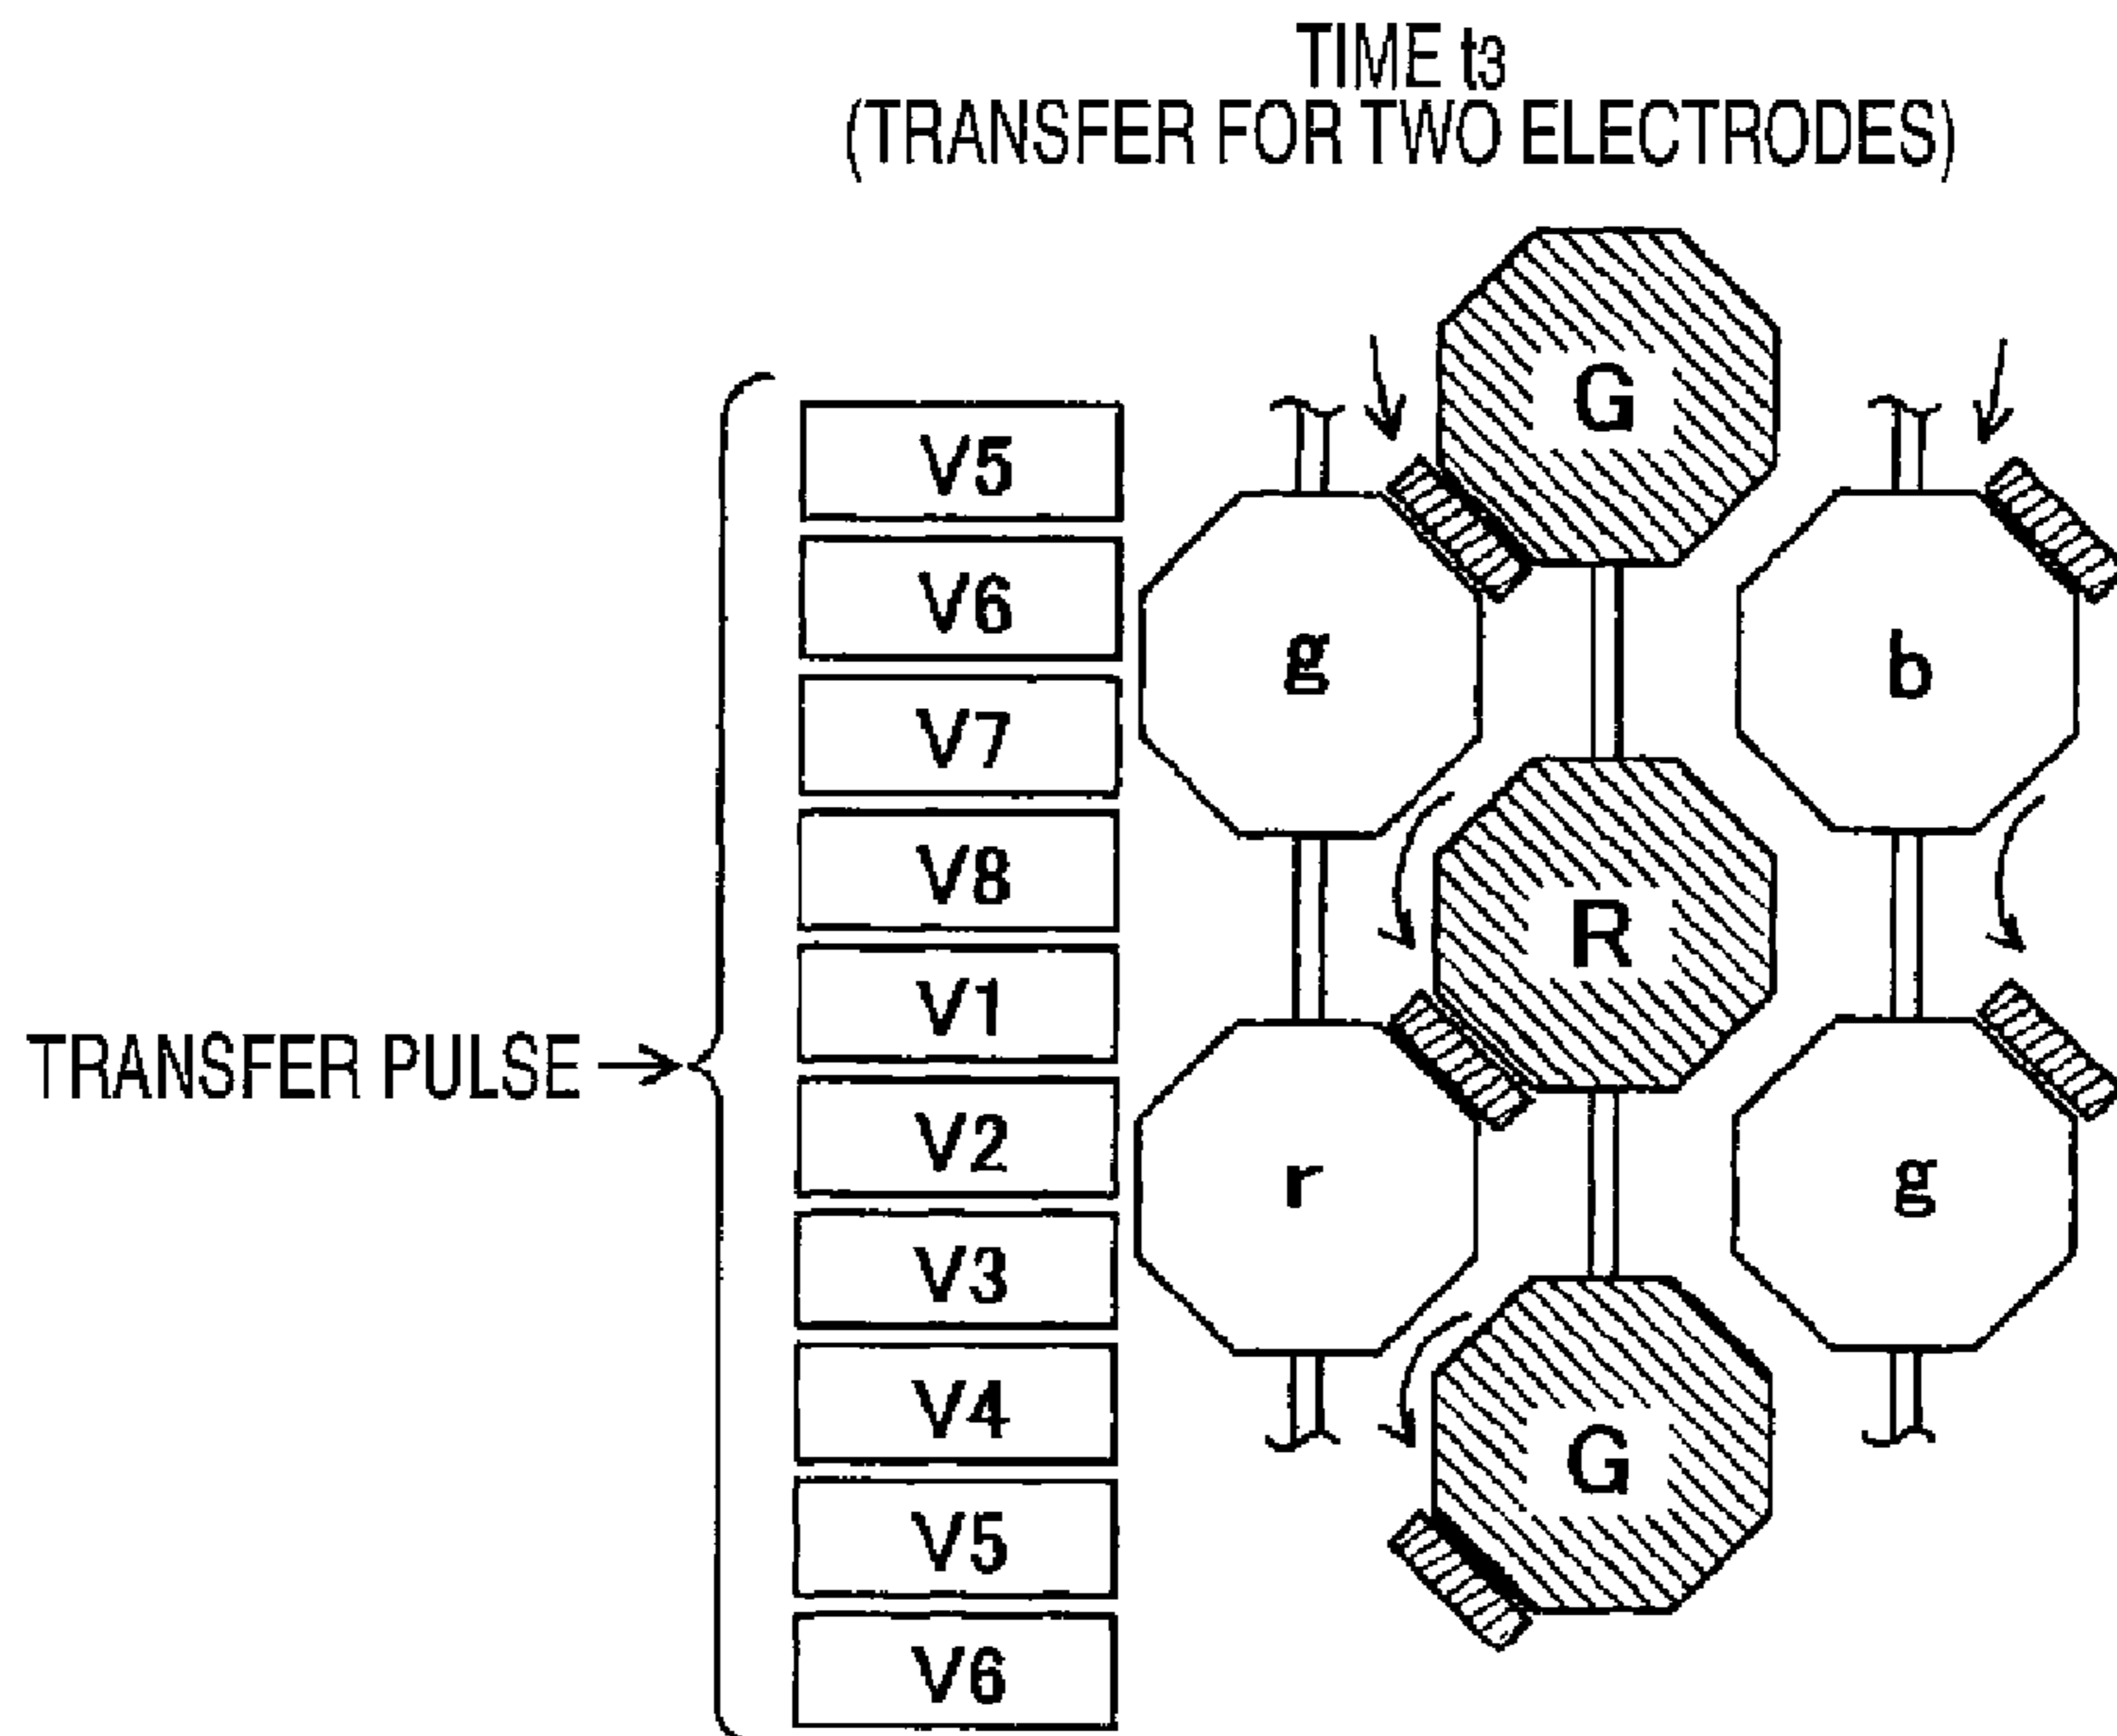 TIME t3
(TRANSFER FOR TWO ELECTRODES)
G
V5
V6
g
b
V7
V8
R
V1
TRANSFER PULSE
V2
r
g
V3
V4
G
V5
V6